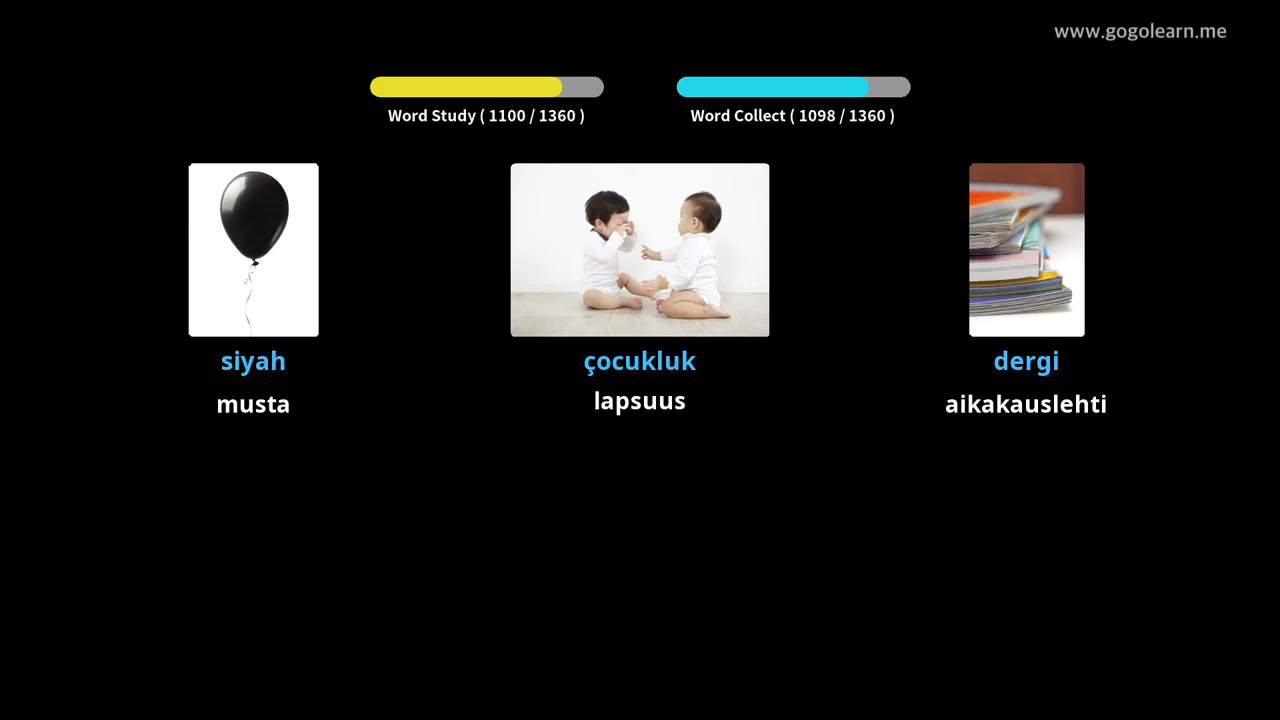 www.gogolearn.me
Word Study ( 1100 / 1360 )
Word Collect ( 1098 / 1360 )
siyah
çocukluk
dergi
musta
lapsuus
aikakauslehti